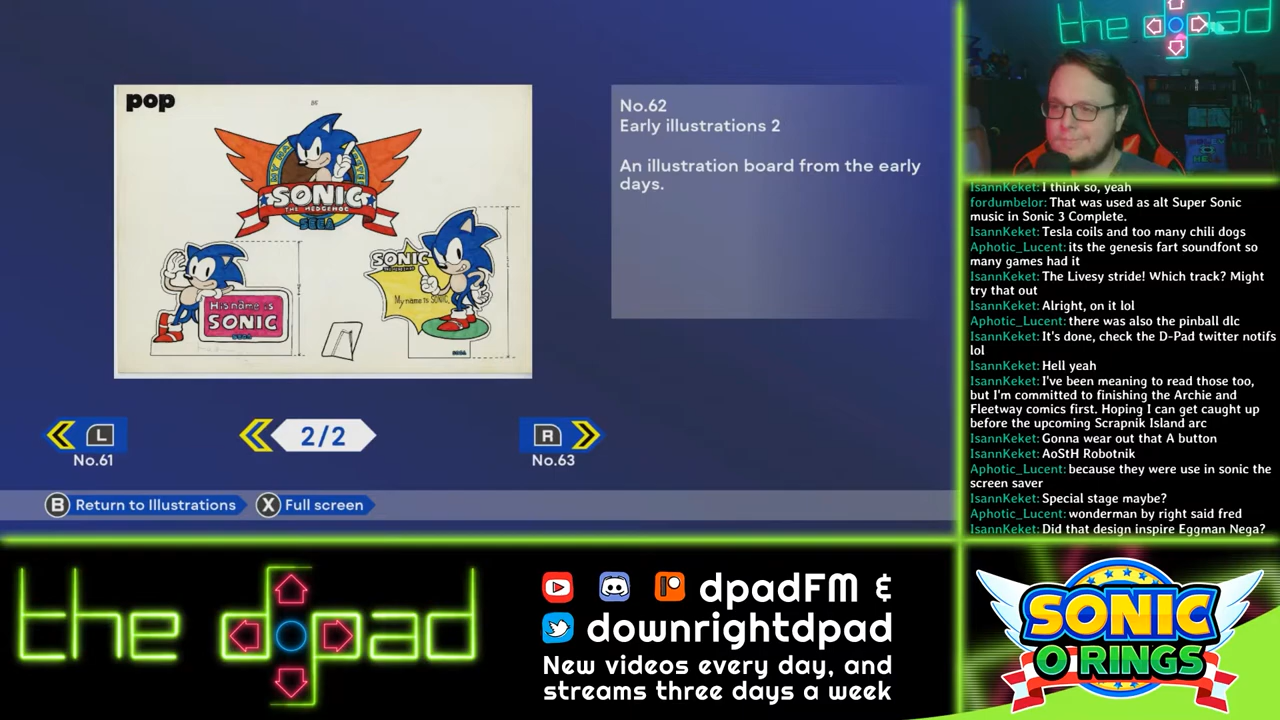 pop
SONIC
THE HEDGEHOG
SEGA
His name is
SONIC
SONIC
My name is SONIC.
SEGA
No.62
Early illustrations 2
An illustration board from the early
days.
L
No.61
2/2
R
No.63
B Return to Illustrations
X Full screen
the dpad
IsannKeket: I think so, yeah
fordumbelor: That was used as alt Super Sonic
music in Sonic 3 Complete.
IsannKeket: Tesla coils and too many chili dogs
Aphotic_Lucent: its the genesis fart soundfont so
many games had it
IsannKeket: The Livesy stride! Which track? Might
try that out
IsannKeket: Alright, on it lol
Aphotic_Lucent: there was also the pinball dlc
IsannKeket: It's done, check the D-Pad twitter notifs
lol
IsannKeket: Hell yeah
IsannKeket: I've been meaning to read those too,
but I'm committed to finishing the Archie and
Fleetway comics first. Hoping I can get caught up
before the upcoming Scrapnik Island arc
IsannKeket: Gonna wear out that A button
IsannKeket: AoStH Robotnik
Aphotic_Lucent: because they were use in sonic the
screen saver
IsannKeket: Special stage maybe?
Aphotic_Lucent: wonderman by right said fred
IsannKeket: Did that design inspire Eggman Nega?
the dpad
dpadFM &
downrightdpad
New videos every day, and
streams three days a week
SONIC
O RINGS